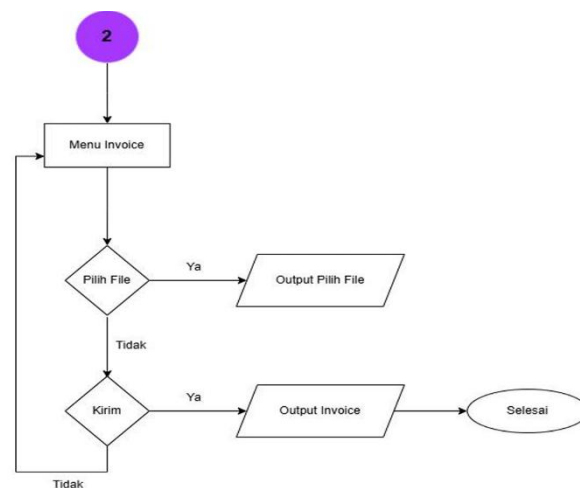 2
Menu Invoice
Pilih File
Ya
Output Pilih File
Tidak
Kirim
Ya
Output Invoice
Selesai
Tidak